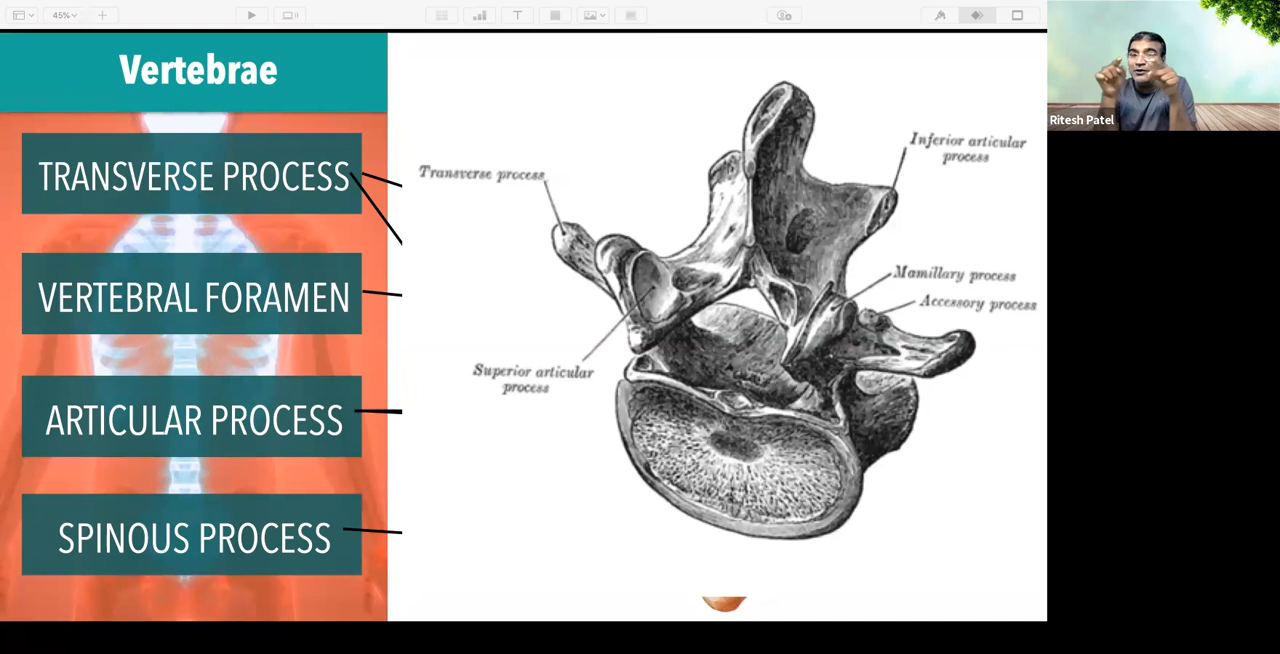 45%
Vertebrae
TRANSVERSE PROCESS
VERTEBRAL FORAMEN
ARTICULAR PROCESS
SPINOUS PROCESS
Transverse process
Inferior articular
process
Mamillary process
Accessory process
Superior articular
process
Ritesh Patel